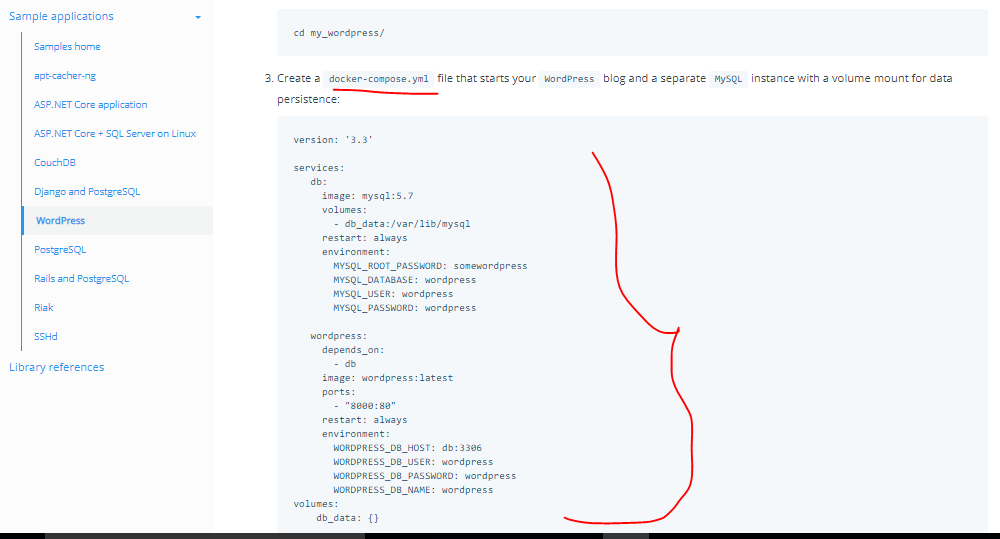 Sample applications
Samples home
apt-cacher-ng
ASP.NET Core application
ASP.NET Core + SQL Server on Linux
CouchDB
Django and PostgreSQL
WordPress
PostgreSQL
Rails and PostgreSQL
Riak
SSHd
Library references
cd my_wordpress/
3. Create a docker-compose.yml file that starts your WordPress blog and a separate MySQL instance with a volume mount for data
persistence:
version: '3.3'
services:
   db:
     image: mysql:5.7
     volumes:
       - db_data:/var/lib/mysql
     restart: always
     environment:
       MYSQL_ROOT_PASSWORD: somewordpress
       MYSQL_DATABASE: wordpress
       MYSQL_USER: wordpress
       MYSQL_PASSWORD: wordpress
   wordpress:
     depends_on:
       - db
     image: wordpress:latest
     ports:
       - "8000:80"
     restart: always
     environment:
       WORDPRESS_DB_HOST: db:3306
       WORDPRESS_DB_USER: wordpress
       WORDPRESS_DB_PASSWORD: wordpress
       WORDPRESS_DB_NAME: wordpress
volumes:
    db_data: {}